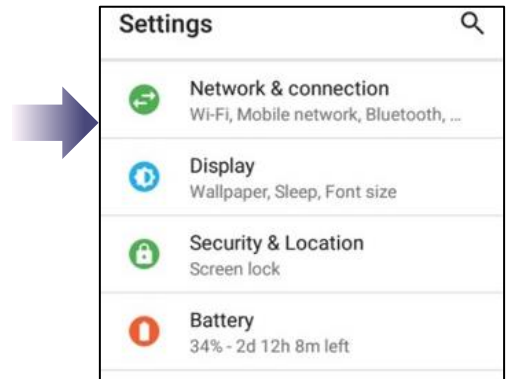 Settings
Network & connection
Wi-Fi, Mobile network, Bluetooth, ...
Display
Wallpaper, Sleep, Font size
Security & Location
Screen lock
Battery
34% - 2d 12h 8m left